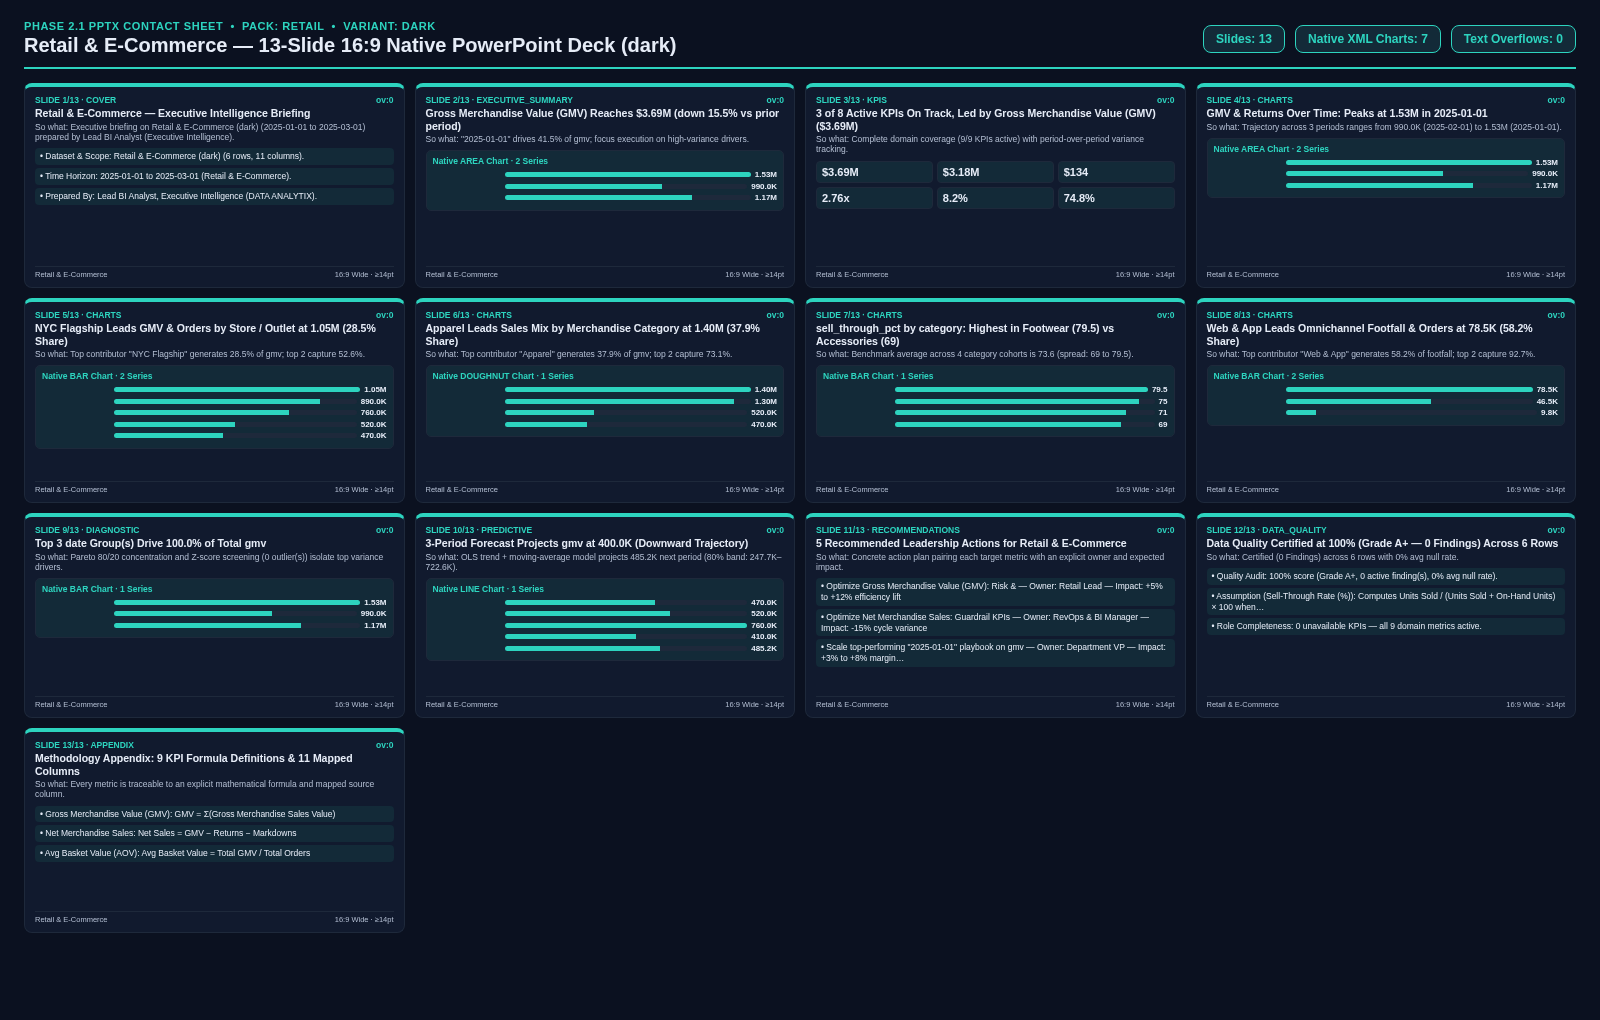 PHASE 2.1 PPTX CONTACT SHEET • PACK: RETAIL • VARIANT: DARK
Retail & E-Commerce — 13-Slide 16:9 Native PowerPoint Deck (dark)
Slides: 13
Native XML Charts: 7
Text Overflows: 0
SLIDE 1/13 · COVER
ov:0
Retail & E-Commerce — Executive Intelligence Briefing
So what: Executive briefing on Retail & E-Commerce (dark) (2025-01-01 to 2025-03-01)
prepared by Lead BI Analyst (Executive Intelligence).
• Dataset & Scope: Retail & E-Commerce (dark) (6 rows, 11 columns).
• Time Horizon: 2025-01-01 to 2025-03-01 (Retail & E-Commerce).
• Prepared By: Lead BI Analyst, Executive Intelligence (DATA ANALYTIX).
Retail & E-Commerce
16:9 Wide · ≥14pt
SLIDE 2/13 · EXECUTIVE_SUMMARY
ov:0
Gross Merchandise Value (GMV) Reaches $3.69M (down 15.5% vs prior
period)
So what: "2025-01-01" drives 41.5% of gmv; focus execution on high-variance drivers.
Native AREA Chart · 2 Series
1.53M
990.0K
1.17M
Retail & E-Commerce
16:9 Wide · ≥14pt
SLIDE 3/13 · KPIS
ov:0
3 of 8 Active KPIs On Track, Led by Gross Merchandise Value (GMV)
($3.69M)
So what: Complete domain coverage (9/9 KPIs active) with period-over-period variance
tracking.
$3.69M
$3.18M
$134
2.76x
8.2%
74.8%
Retail & E-Commerce
16:9 Wide · ≥14pt
SLIDE 4/13 · CHARTS
ov:0
GMV & Returns Over Time: Peaks at 1.53M in 2025-01-01
So what: Trajectory across 3 periods ranges from 990.0K (2025-02-01) to 1.53M (2025-01-01).
Native AREA Chart · 2 Series
1.53M
990.0K
1.17M
Retail & E-Commerce
16:9 Wide · ≥14pt
SLIDE 5/13 · CHARTS
ov:0
NYC Flagship Leads GMV & Orders by Store / Outlet at 1.05M (28.5%
Share)
So what: Top contributor "NYC Flagship" generates 28.5% of gmv; top 2 capture 52.6%.
Native BAR Chart · 2 Series
1.05M
890.0K
760.0K
520.0K
470.0K
Retail & E-Commerce
16:9 Wide · ≥14pt
SLIDE 6/13 · CHARTS
ov:0
Apparel Leads Sales Mix by Merchandise Category at 1.40M (37.9%
Share)
So what: Top contributor "Apparel" generates 37.9% of gmv; top 2 capture 73.1%.
Native DOUGHNUT Chart · 1 Series
1.40M
1.30M
520.0K
470.0K
Retail & E-Commerce
16:9 Wide · ≥14pt
SLIDE 7/13 · CHARTS
ov:0
sell_through_pct by category: Highest in Footwear (79.5) vs
Accessories (69)
So what: Benchmark average across 4 category cohorts is 73.6 (spread: 69 to 79.5).
Native BAR Chart · 1 Series
79.5
75
71
69
Retail & E-Commerce
16:9 Wide · ≥14pt
SLIDE 8/13 · CHARTS
ov:0
Web & App Leads Omnichannel Footfall & Orders at 78.5K (58.2%
Share)
So what: Top contributor "Web & App" generates 58.2% of footfall; top 2 capture 92.7%.
Native BAR Chart · 2 Series
78.5K
46.5K
9.8K
Retail & E-Commerce
16:9 Wide · ≥14pt
SLIDE 9/13 · DIAGNOSTIC
ov:0
Top 3 date Group(s) Drive 100.0% of Total gmv
So what: Pareto 80/20 concentration and Z-score screening (0 outlier(s)) isolate top variance
drivers.
Native BAR Chart · 1 Series
1.53M
990.0K
1.17M
Retail & E-Commerce
16:9 Wide · ≥14pt
SLIDE 10/13 · PREDICTIVE
ov:0
3-Period Forecast Projects gmv at 400.0K (Downward Trajectory)
So what: OLS trend + moving-average model projects 485.2K next period (80% band: 247.7K–
722.6K).
Native LINE Chart · 1 Series
470.0K
520.0K
760.0K
410.0K
485.2K
Retail & E-Commerce
16:9 Wide · ≥14pt
SLIDE 11/13 · RECOMMENDATIONS
ov:0
5 Recommended Leadership Actions for Retail & E-Commerce
So what: Concrete action plan pairing each target metric with an explicit owner and expected
impact.
• Optimize Gross Merchandise Value (GMV): Risk & — Owner: Retail Lead — Impact: +5%
to +12% efficiency lift
• Optimize Net Merchandise Sales: Guardrail KPIs — Owner: RevOps & BI Manager —
Impact: -15% cycle variance
• Scale top-performing "2025-01-01" playbook on gmv — Owner: Department VP — Impact:
+3% to +8% margin…
Retail & E-Commerce
16:9 Wide · ≥14pt
SLIDE 12/13 · DATA_QUALITY
ov:0
Data Quality Certified at 100% (Grade A+ — 0 Findings) Across 6 Rows
So what: Certified (0 Findings) across 6 rows with 0% avg null rate.
• Quality Audit: 100% score (Grade A+, 0 active finding(s), 0% avg null rate).
• Assumption (Sell-Through Rate (%)): Computes Units Sold / (Units Sold + On-Hand Units)
× 100 when…
• Role Completeness: 0 unavailable KPIs — all 9 domain metrics active.
Retail & E-Commerce
16:9 Wide · ≥14pt
SLIDE 13/13 · APPENDIX
ov:0
Methodology Appendix: 9 KPI Formula Definitions & 11 Mapped
Columns
So what: Every metric is traceable to an explicit mathematical formula and mapped source
column.
• Gross Merchandise Value (GMV): GMV = Σ(Gross Merchandise Sales Value)
• Net Merchandise Sales: Net Sales = GMV − Returns − Markdowns
• Avg Basket Value (AOV): Avg Basket Value = Total GMV / Total Orders
Retail & E-Commerce
16:9 Wide · ≥14pt